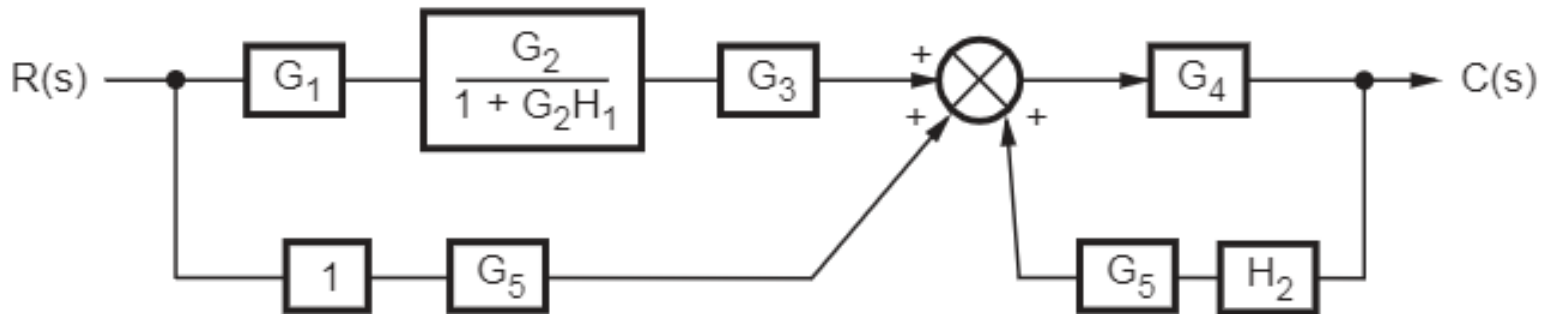 R(s) G₁ G₂ / (1 + G₂H₁) G₃ + + + G₄ C(s)
1 G₅ G₅ H₂